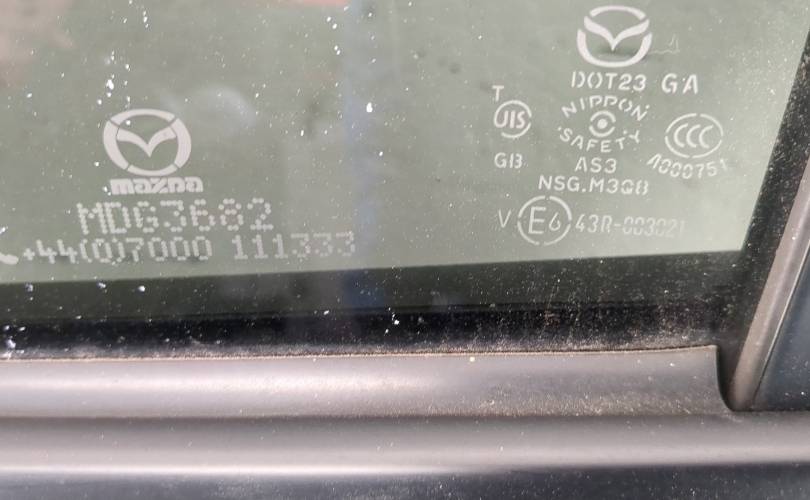 mazda
MDG3682
+44(0)7000 111333
DOT23 GA
NIPPON
SAFETY
T
JIS
GB
AS3
CCC
A000751
NSG.M3G8
V E6 43R-003021